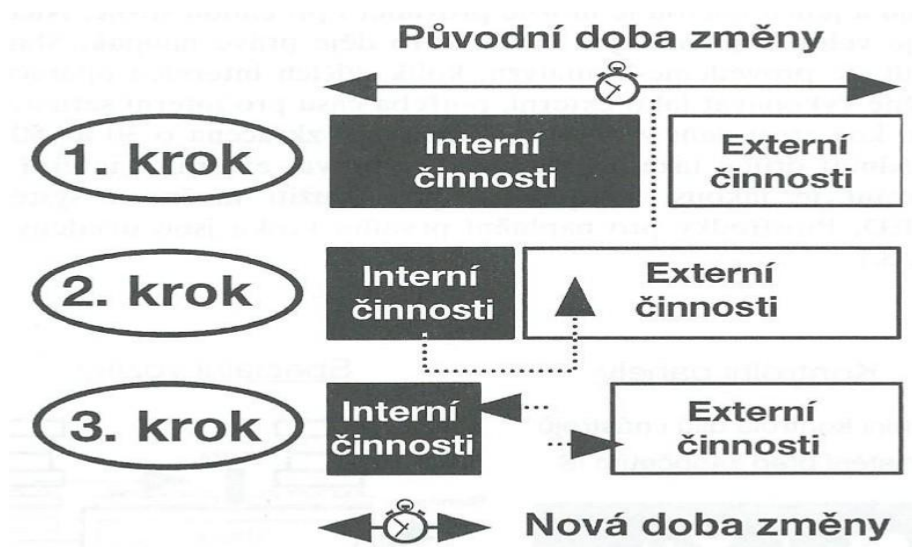 Původní doba změny
1. krok
Interní
činnosti
Externí
činnosti
2. krok
Interní
činnosti
Externí
činnosti
3. krok
Interní
činnosti
Externí
činnosti
Nová doba změny